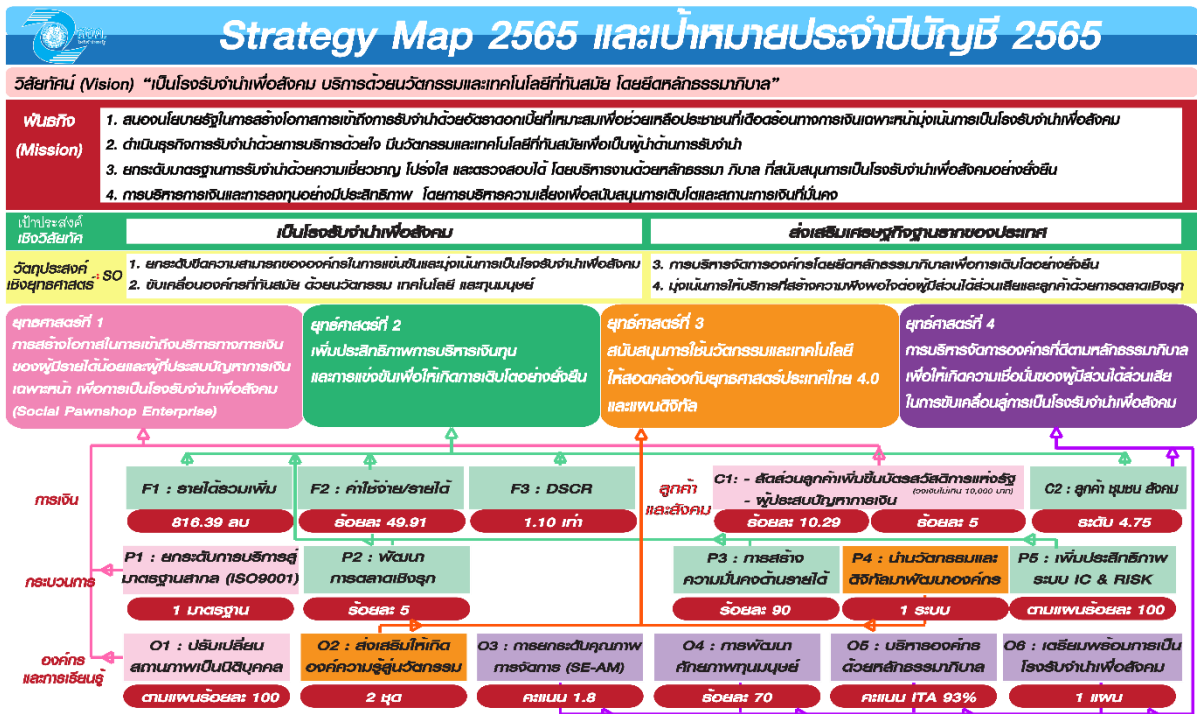 สธค.
Strategy Map 2565 และเป้าหมายประจำปีบัญชี 2565
วิสัยทัศน์ (Vision) “เป็นโรงรับจำนำเพื่อสังคม บริการด้วยนวัตกรรมและเทคโนโลยีที่ทันสมัย โดยยึดหลักธรรมาภิบาล”
พันธกิจ
(Mission)
1. สนองนโยบายรัฐในการสร้างโอกาสการเข้าถึงการรับจำนำด้วยอัตราดอกเบี้ยที่เหมาะสมเพื่อช่วยเหลือประชาชนที่เดือดร้อนทางการเงินเฉพาะหน้ามุ่งเน้นการเป็นโรงรับจำนำเพื่อสังคม
2. ดำเนินธุรกิจการรับจำนำด้วยการบริการด้วยใจ มีนวัตกรรมและเทคโนโลยีที่ทันสมัยเพื่อเป็นผู้นำด้านการรับจำนำ
3. ยกระดับมาตรฐานการรับจำนำด้วยความเชี่ยวชาญ โปร่งใส และตรวจสอบได้ โดยบริหารงานด้วยหลักธรรมา ภิบาล ที่สนับสนุนการเป็นโรงรับจำนำเพื่อสังคมอย่างยั่งยืน
4. การบริหารการเงินและการลงทุนอย่างมีประสิทธิภาพ โดยการบริหารความเสี่ยงเพื่อสนับสนุนการเติบโตและสถานะการเงินที่มั่นคง
เป้าประสงค์
เชิงวิสัยทัศ
เป็นโรงรับจำนำเพื่อสังคม
ส่งเสริมเศรษฐกิจฐานรากของประเทศ
วัตถุประสงค์
เชิงยุทธศาสตร์
SO
1. ยกระดับขีดความสามารถขององค์กรในการแข่งขันและมุ่งเน้นการเป็นโรงรับจำนำเพื่อสังคม
2. ขับเคลื่อนองค์กรที่ทันสมัย ด้วยนวัตกรรม เทคโนโลยี และทุนมนุษย์
3. การบริหารจัดการองค์กรโดยยึดหลักธรรมาภิบาลเพื่อการเติบโตอย่างยั่งยืน
4. มุ่งเน้นการให้บริการที่สร้างความพึงพอใจต่อผู้มีส่วนได้ส่วนเสียและลูกค้าด้วยการตลาดเชิงรุก
ยุทธศาสตร์ที่ 1
การสร้างโอกาสในการเข้าถึงบริการทางการเงิน
ของผู้มีรายได้น้อยและผู้ที่ประสบปัญหาการเงิน
เฉพาะหน้า เพื่อการเป็นโรงรับจำนำเพื่อสังคม
(Social Pawnshop Enterprise)
ยุทธ์ศาสตร์ที่ 2
เพิ่มประสิทธิภาพการบริหารเงินทุน
และการแข่งขันเพื่อให้เกิดการเติบโตอย่างยั่งยืน
ยุทธ์ศาสตร์ที่ 3
สนับสนุนการใช้นวัตกรรมและเทคโนโลยี
ให้สอดคล้องกับยุทธศาสตร์ประเทศไทย 4.0
และแผนดิจิทัล
ยุทธ์ศาสตร์ที่ 4
การบริหารจัดการองค์กรที่ดีตามหลักธรรมาภิบาล
เพื่อให้เกิดความเชื่อมั่นของผู้มีส่วนได้ส่วนเสีย
ในการขับเคลื่อนสู่การเป็นโรงรับจำนำเพื่อสังคม
การเงิน
F1 : รายได้รวมเพิ่ม
816.39 ลบ
F2 : ค่าใช้จ่าย/รายได้
ร้อยละ 49.91
F3 : DSCR
1.10 เท่า
ลูกค้า
และสังคม
C1: - สัดส่วนลูกค้าเพิ่มขึ้นบัตรสวัสดิการแห่งรัฐ
(วงเงินไม่เกิน 10,000 บาท)
- ผู้ประสบปัญหาการเงิน
ร้อยละ 10.29
ร้อยละ 5
C2 : ลูกค้า ชุมชน สังคม
ระดับ 4.75
กระบวนการ
P1 : ยกระดับการบริการสู่
มาตรฐานสากล (ISO9001)
1 มาตรฐาน
P2 : พัฒนา
การตลาดเชิงรุก
ร้อยละ 5
P3 : การสร้าง
ความมั่นคงด้านรายได้
ร้อยละ 90
P4 : นำนวัตกรรมและ
ดิจิทัลมาพัฒนาองค์กร
1 ระบบ
P5 : เพิ่มประสิทธิภาพ
ระบบ IC & RISK
ตามแผนร้อยละ 100
องค์กร
และการเรียนรู้
O1 : ปรับเปลี่ยน
สถานภาพเป็นนิติบุคคล
ตามแผนร้อยละ 100
O2 : ส่งเสริมให้เกิด
องค์ความรู้สู่นวัตกรรม
2 ชุด
O3 : การยกระดับคุณภาพ
การจัดการ (SE-AM)
คะแนน 1.8
O4 : การพัฒนา
ศักยภาพทุนมนุษย์
ร้อยละ 70
O5 : บริหารองค์กร
ด้วยหลักธรรมาภิบาล
คะแนน ITA 93%
O6 : เตรียมพร้อมการเป็น
โรงรับจำนำเพื่อสังคม
1 แผน